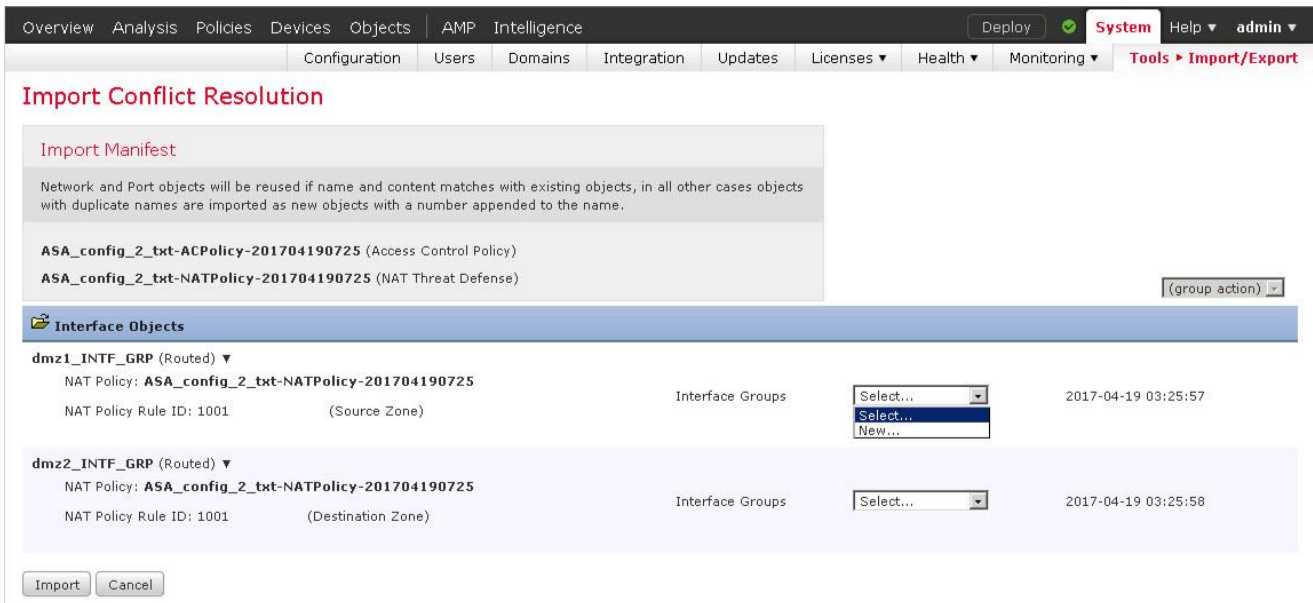 Overview Analysis Policies Devices Objects AMP Intelligence Deploy System Help ▾ admin ▾
Configuration Users Domains Integration Updates Licenses ▾ Health ▾ Monitoring ▾ Tools ▸ Import/Export
Import Conflict Resolution
Import Manifest
Network and Port objects will be reused if name and content matches with existing objects, in all other cases objects
with duplicate names are imported as new objects with a number appended to the name.
ASA_config_2_txt-ACPolicy-201704190725 (Access Control Policy)
ASA_config_2_txt-NATPolicy-201704190725 (NAT Threat Defense)
(group action)
Interface Objects
dmz1_INTF_GRP (Routed) ▾
NAT Policy: ASA_config_2_txt-NATPolicy-201704190725
Interface Groups Select... 2017-04-19 03:25:57
NAT Policy Rule ID: 1001 (Source Zone)
Select...
New...
dmz2_INTF_GRP (Routed) ▾
NAT Policy: ASA_config_2_txt-NATPolicy-201704190725
Interface Groups Select... 2017-04-19 03:25:58
NAT Policy Rule ID: 1001 (Destination Zone)
Import Cancel